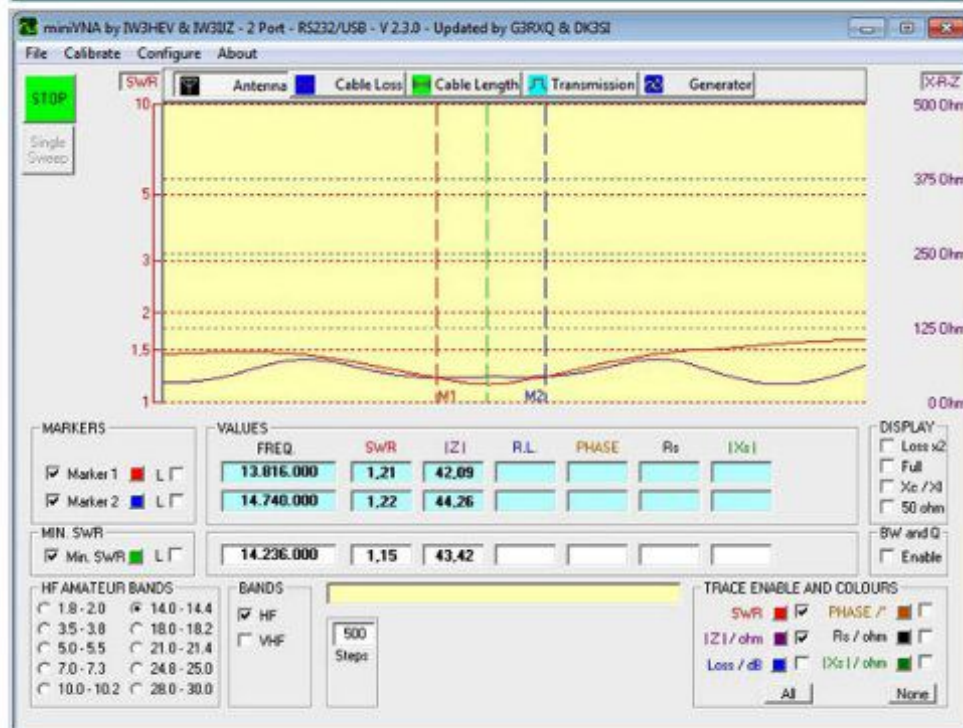 miniVNA by IW3HEV & IW3IJZ - 2 Port - RS232/USB - V 2.3.0 - Updated by G3RXQ & DK3SI
File Calibrate Configure About
STOP
SWR
Antenna Cable Loss Cable Length Transmission Generator
X-R-Z
Single Sweep
10
5
3
2
1,5
1
500 Ohm
375 Ohm
250 Ohm
125 Ohm
0 Ohm
M1 M2
MARKERS
Marker 1 L
Marker 2 L
VALUES
FREQ. SWR |Z| R.L. PHASE Rs |Xs|
13.816.000 1,21 42,09
14.740.000 1,22 44,26
DISPLAY
Loss x2
Full
Xc / Xl
50 ohm
MIN. SWR
Min. SWR L
14.236.000 1,15 43,42
BW and Q
Enable
HF AMATEUR BANDS
1.8 - 2.0 14.0 - 14.4
3.5 - 3.8 18.0 - 18.2
5.0 - 5.5 21.0 - 21.4
7.0 - 7.3 24.8 - 25.0
10.0 - 10.2 28.0 - 30.0
BANDS
HF
VHF
500
Steps
TRACE ENABLE AND COLOURS
SWR PHASE /°
|Z| / ohm Rs / ohm
Loss / dB |Xs| / ohm
All None